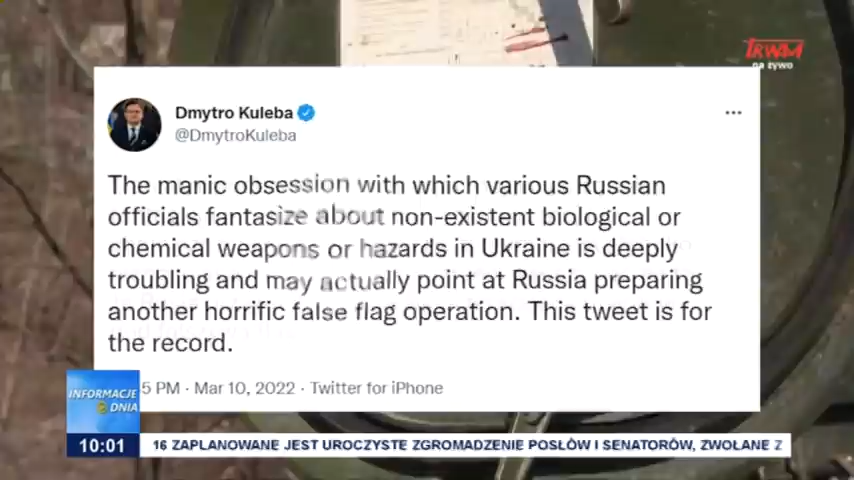 TRWAM
na żywo
Dmytro Kuleba
@DmytroKuleba
The manic obsession with which various Russian
officials fantasize about non-existent biological or
chemical weapons or hazards in Ukraine is deeply
troubling and may actually point at Russia preparing
another horrific false flag operation. This tweet is for
the record.
5 PM · Mar 10, 2022 · Twitter for iPhone
INFORMACJE
DNIA
10:01
16 ZAPLANOWANE JEST UROCZYSTE ZGROMADZENIE POSŁÓW I SENATORÓW, ZWOŁANE Z